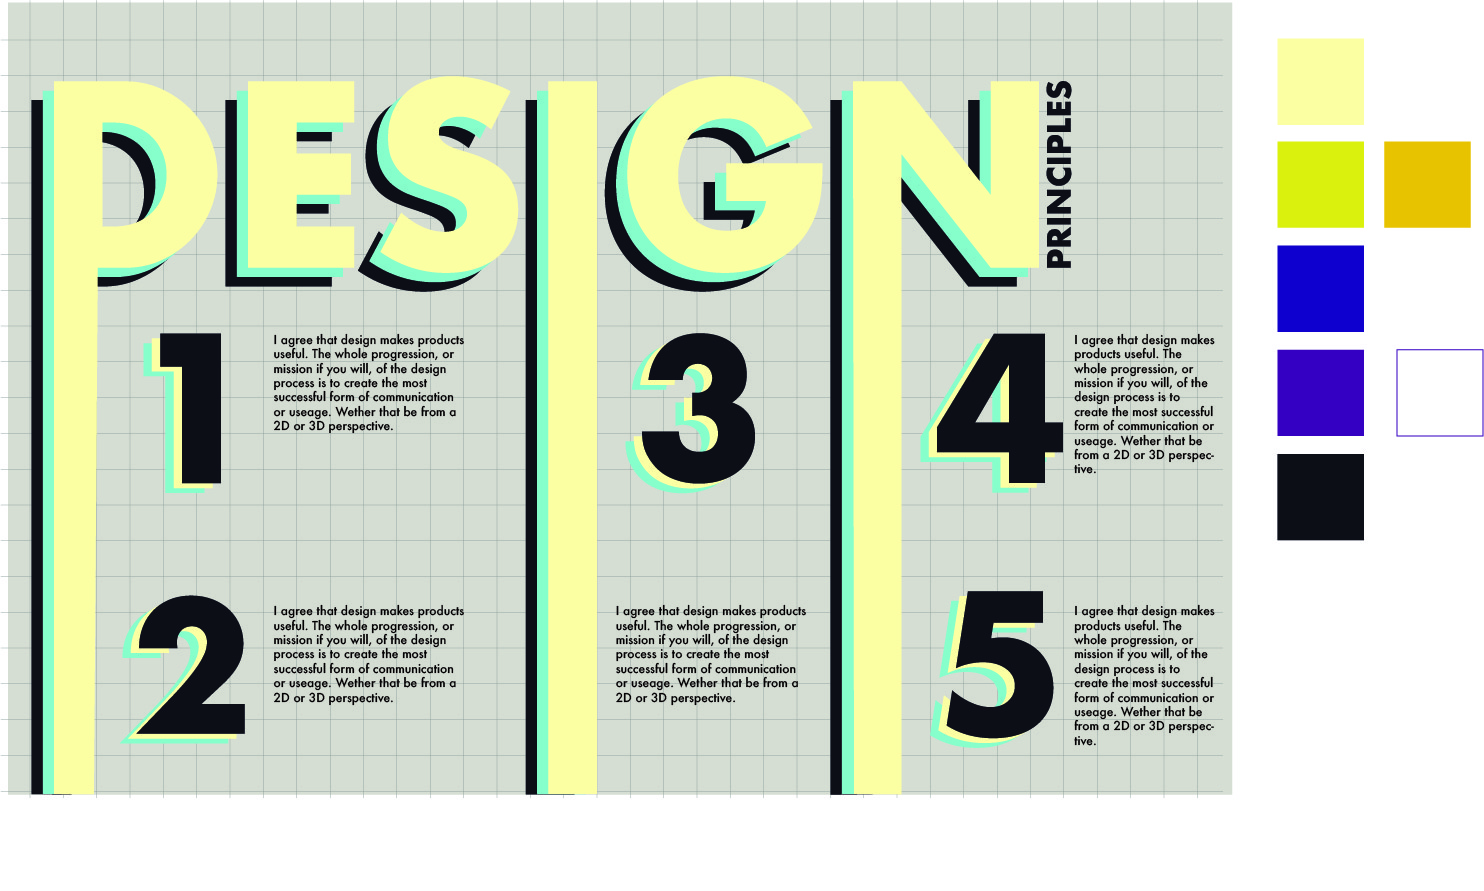 DESIGN
PRINCIPLES
1
I agree that design makes products
useful. The whole progression, or
mission if you will, of the design
process is to create the most
successful form of communication
or useage. Wether that be from a
2D or 3D perspective.
2
I agree that design makes products
useful. The whole progression, or
mission if you will, of the design
process is to create the most
successful form of communication
or useage. Wether that be from a
2D or 3D perspective.
3
I agree that design makes products
useful. The whole progression, or
mission if you will, of the design
process is to create the most
successful form of communication
or useage. Wether that be from a
2D or 3D perspective.
4
I agree that design makes
products useful. The
whole progression, or
mission if you will, of the
design process is to
create the most successful
form of communication or
useage. Wether that be
from a 2D or 3D perspec-
tive.
5
I agree that design makes
products useful. The
whole progression, or
mission if you will, of the
design process is to
create the most successful
form of communication or
useage. Wether that be
from a 2D or 3D perspec-
tive.